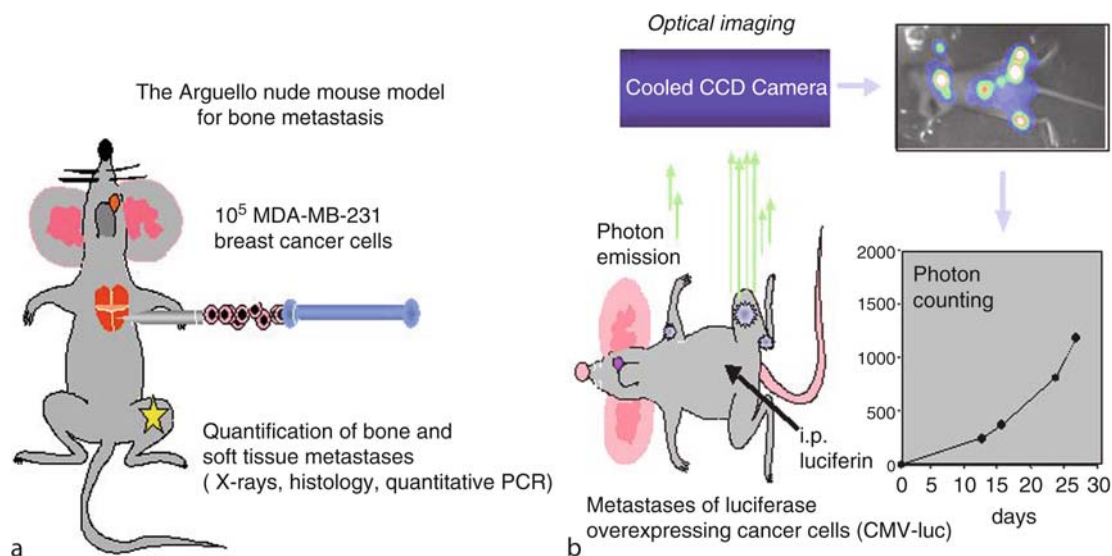 The Arguello nude mouse model
for bone metastasis
10⁵ MDA-MB-231
breast cancer cells
Quantification of bone and
soft tissue metastases
( X-rays, histology, quantitative PCR)
a
Optical imaging
Cooled CCD Camera
Photon
emission
i.p.
luciferin
Metastases of luciferase
overexpressing cancer cells (CMV-luc)
b
Photon
counting
2000
1500
1000
500
0
0 5 10 15 20 25 30
days